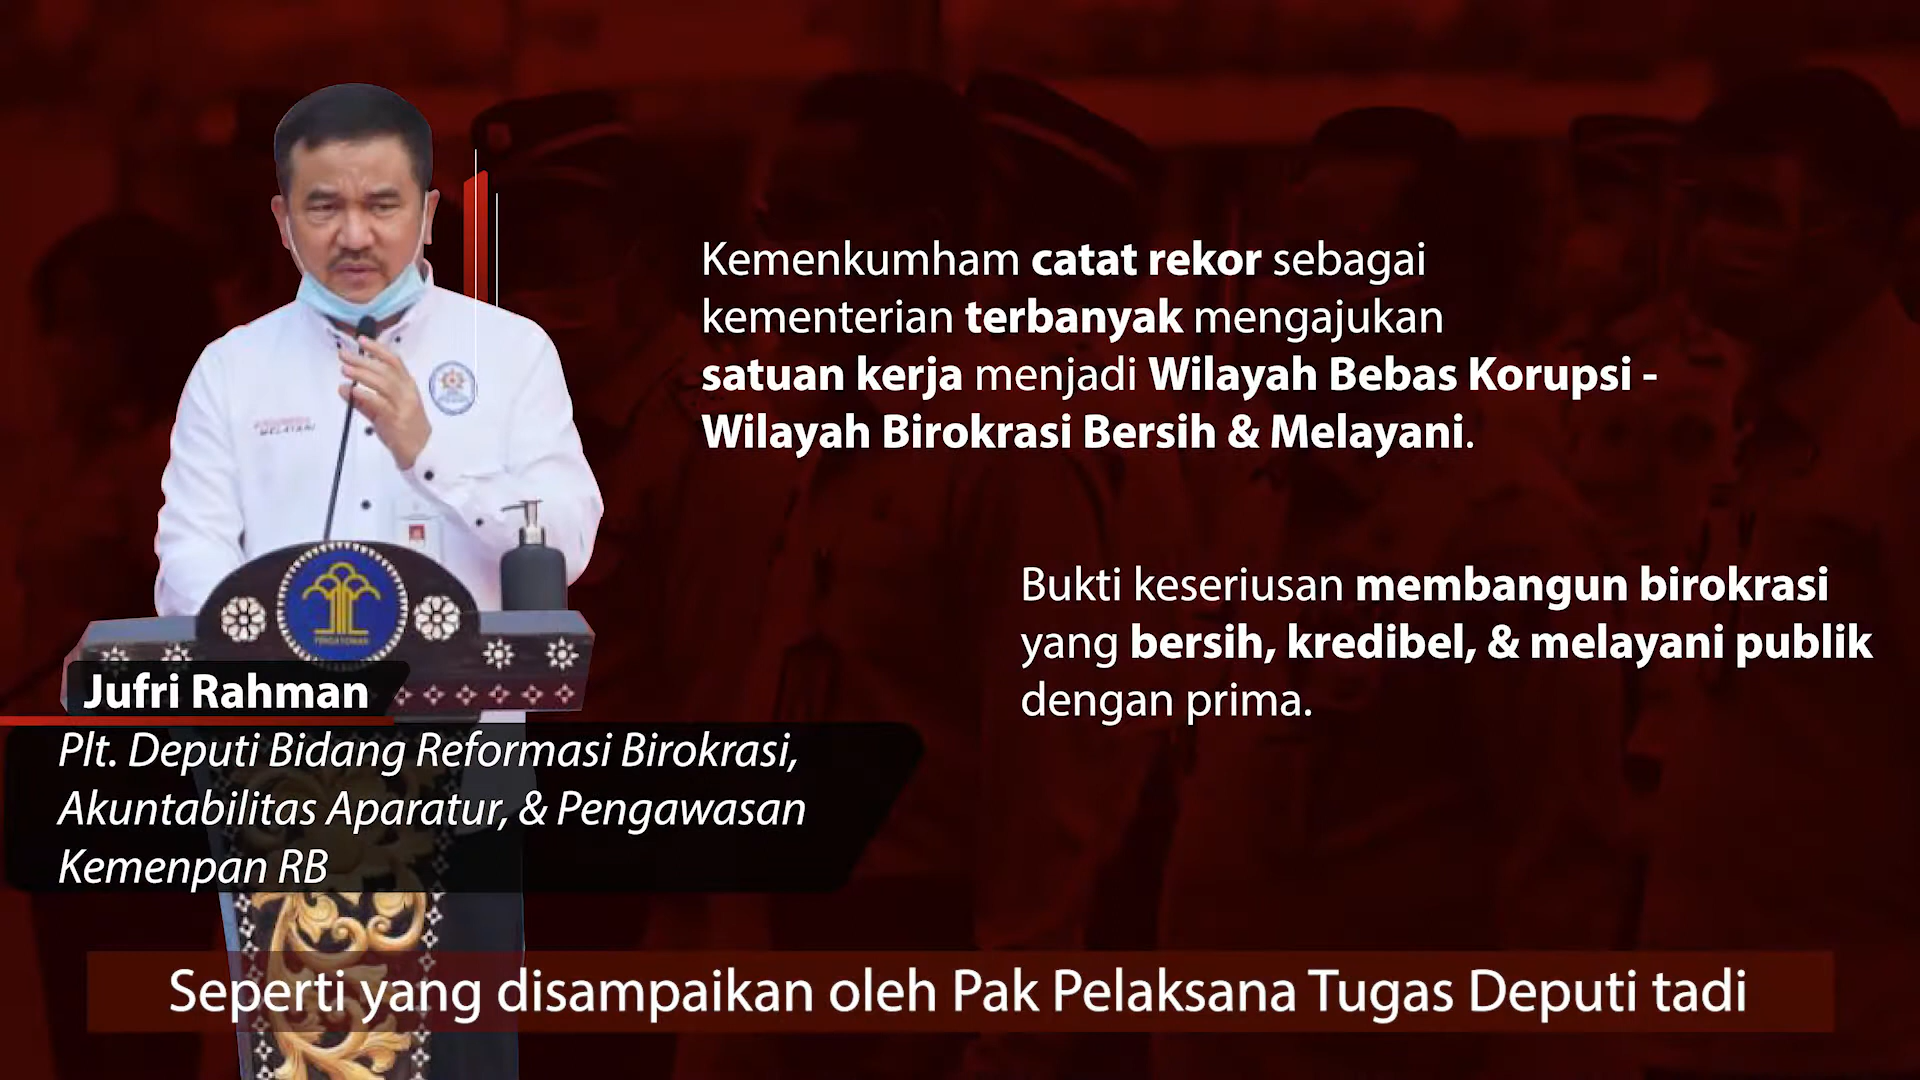 Kemenkumham catat rekor sebagai
kementerian terbanyak mengajukan
satuan kerja menjadi Wilayah Bebas Korupsi -
Wilayah Birokrasi Bersih & Melayani.
Bukti keseriusan membangun birokrasi
yang bersih, kredibel, & melayani publik
dengan prima.
MELAYANI
PENGAYOMAN
Jufri Rahman
Plt. Deputi Bidang Reformasi Birokrasi,
Akuntabilitas Aparatur, & Pengawasan
Kemenpan RB
Seperti yang disampaikan oleh Pak Pelaksana Tugas Deputi tadi